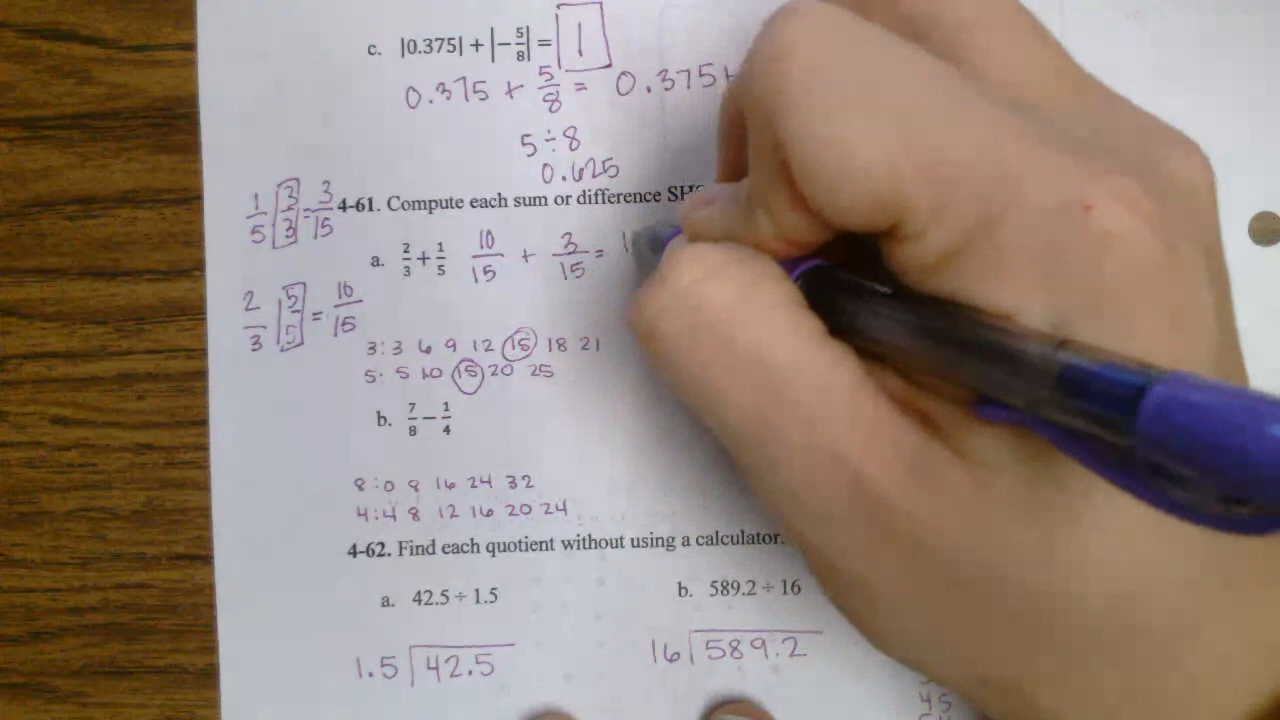 c. |0.375| + |-5/8| = 1
0.375 + 5/8 = 0.375 +
5 ÷ 8
0.625
1/5 |3/3| = 3/15
4-61. Compute each sum or difference
a. 2/3 + 1/5 10/15 + 3/15 = 1
2/3 |5/5| = 10/15
3: 3 6 9 12 15 18 21
5: 5 10 15 20 25
b. 7/8 - 1/4
8: 0 8 16 24 32
4: 4 8 12 16 20 24
4-62. Find each quotient without using a calculator.
a. 42.5 ÷ 1.5 b. 589.2 ÷ 16
1.5 42.5 16 589.2
45